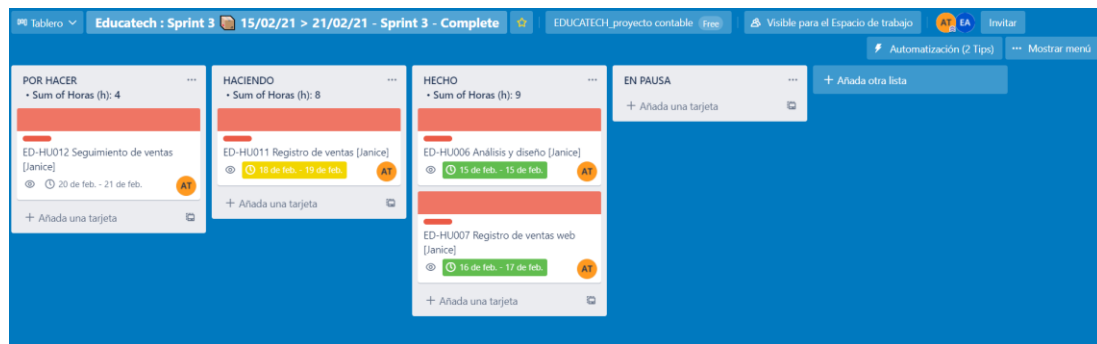 Tablero
Educatech : Sprint 3 15/02/21 > 21/02/21 - Sprint 3 - Complete
EDUCATECH_proyecto contable Free
Visible para el Espacio de trabajo
AT EA
Invitar
Automatización (2 Tips)
··· Mostrar menú
POR HACER ···
• Sum of Horas (h): 4
ED-HU012 Seguimiento de ventas
[Janice]
20 de feb. - 21 de feb.
AT
+ Añada una tarjeta
HACIENDO ···
• Sum of Horas (h): 8
ED-HU011 Registro de ventas [Janice]
18 de feb. - 19 de feb.
AT
+ Añada una tarjeta
HECHO ···
• Sum of Horas (h): 9
ED-HU006 Análisis y diseño [Janice]
15 de feb. - 15 de feb.
AT
ED-HU007 Registro de ventas web
[Janice]
16 de feb. - 17 de feb.
AT
+ Añada una tarjeta
EN PAUSA ···
+ Añada una tarjeta
+ Añada otra lista